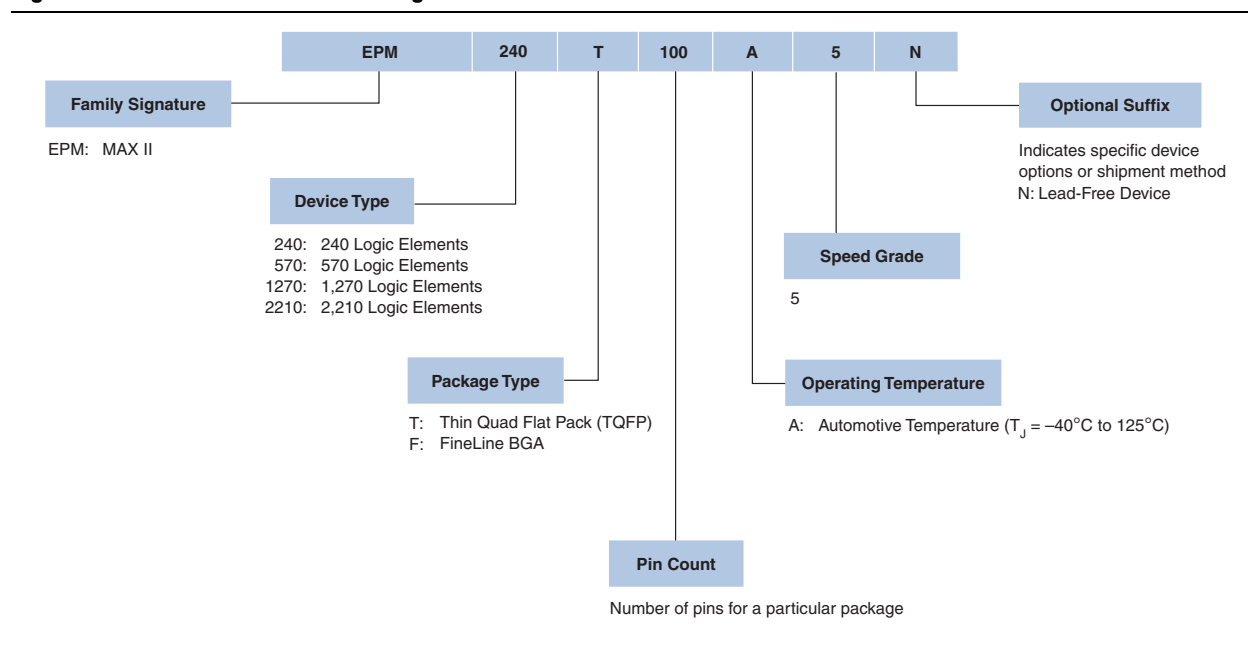 EPM 240 T 100 A 5 N
Family Signature
EPM: MAX II
Optional Suffix
Indicates specific device
options or shipment method
N: Lead-Free Device
Device Type
240: 240 Logic Elements
570: 570 Logic Elements
1270: 1,270 Logic Elements
2210: 2,210 Logic Elements
Speed Grade
5
Package Type
T: Thin Quad Flat Pack (TQFP)
F: FineLine BGA
Operating Temperature
A: Automotive Temperature (TJ = –40°C to 125°C)
Pin Count
Number of pins for a particular package